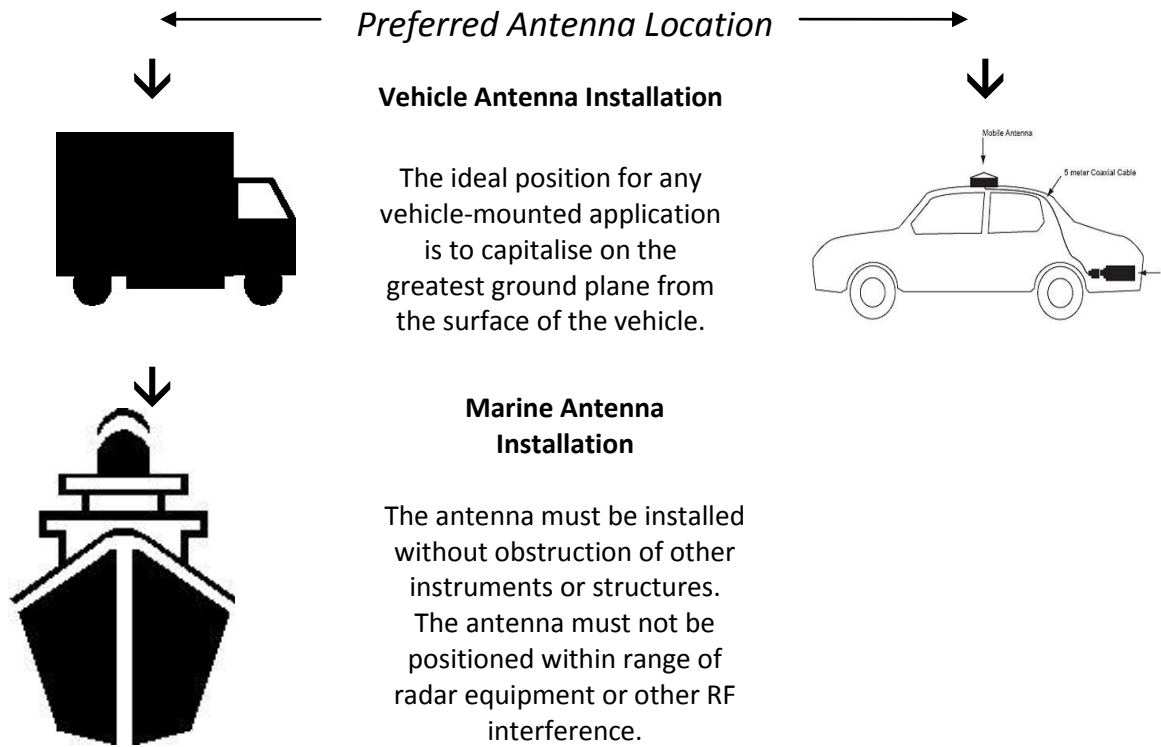 Preferred Antenna Location
Vehicle Antenna Installation
Mobile Antenna
5 meter Coaxial Cable
The ideal position for any
vehicle-mounted application
is to capitalise on the
greatest ground plane from
the surface of the vehicle.
Marine Antenna
Installation
The antenna must be installed
without obstruction of other
instruments or structures.
The antenna must not be
positioned within range of
radar equipment or other RF
interference.